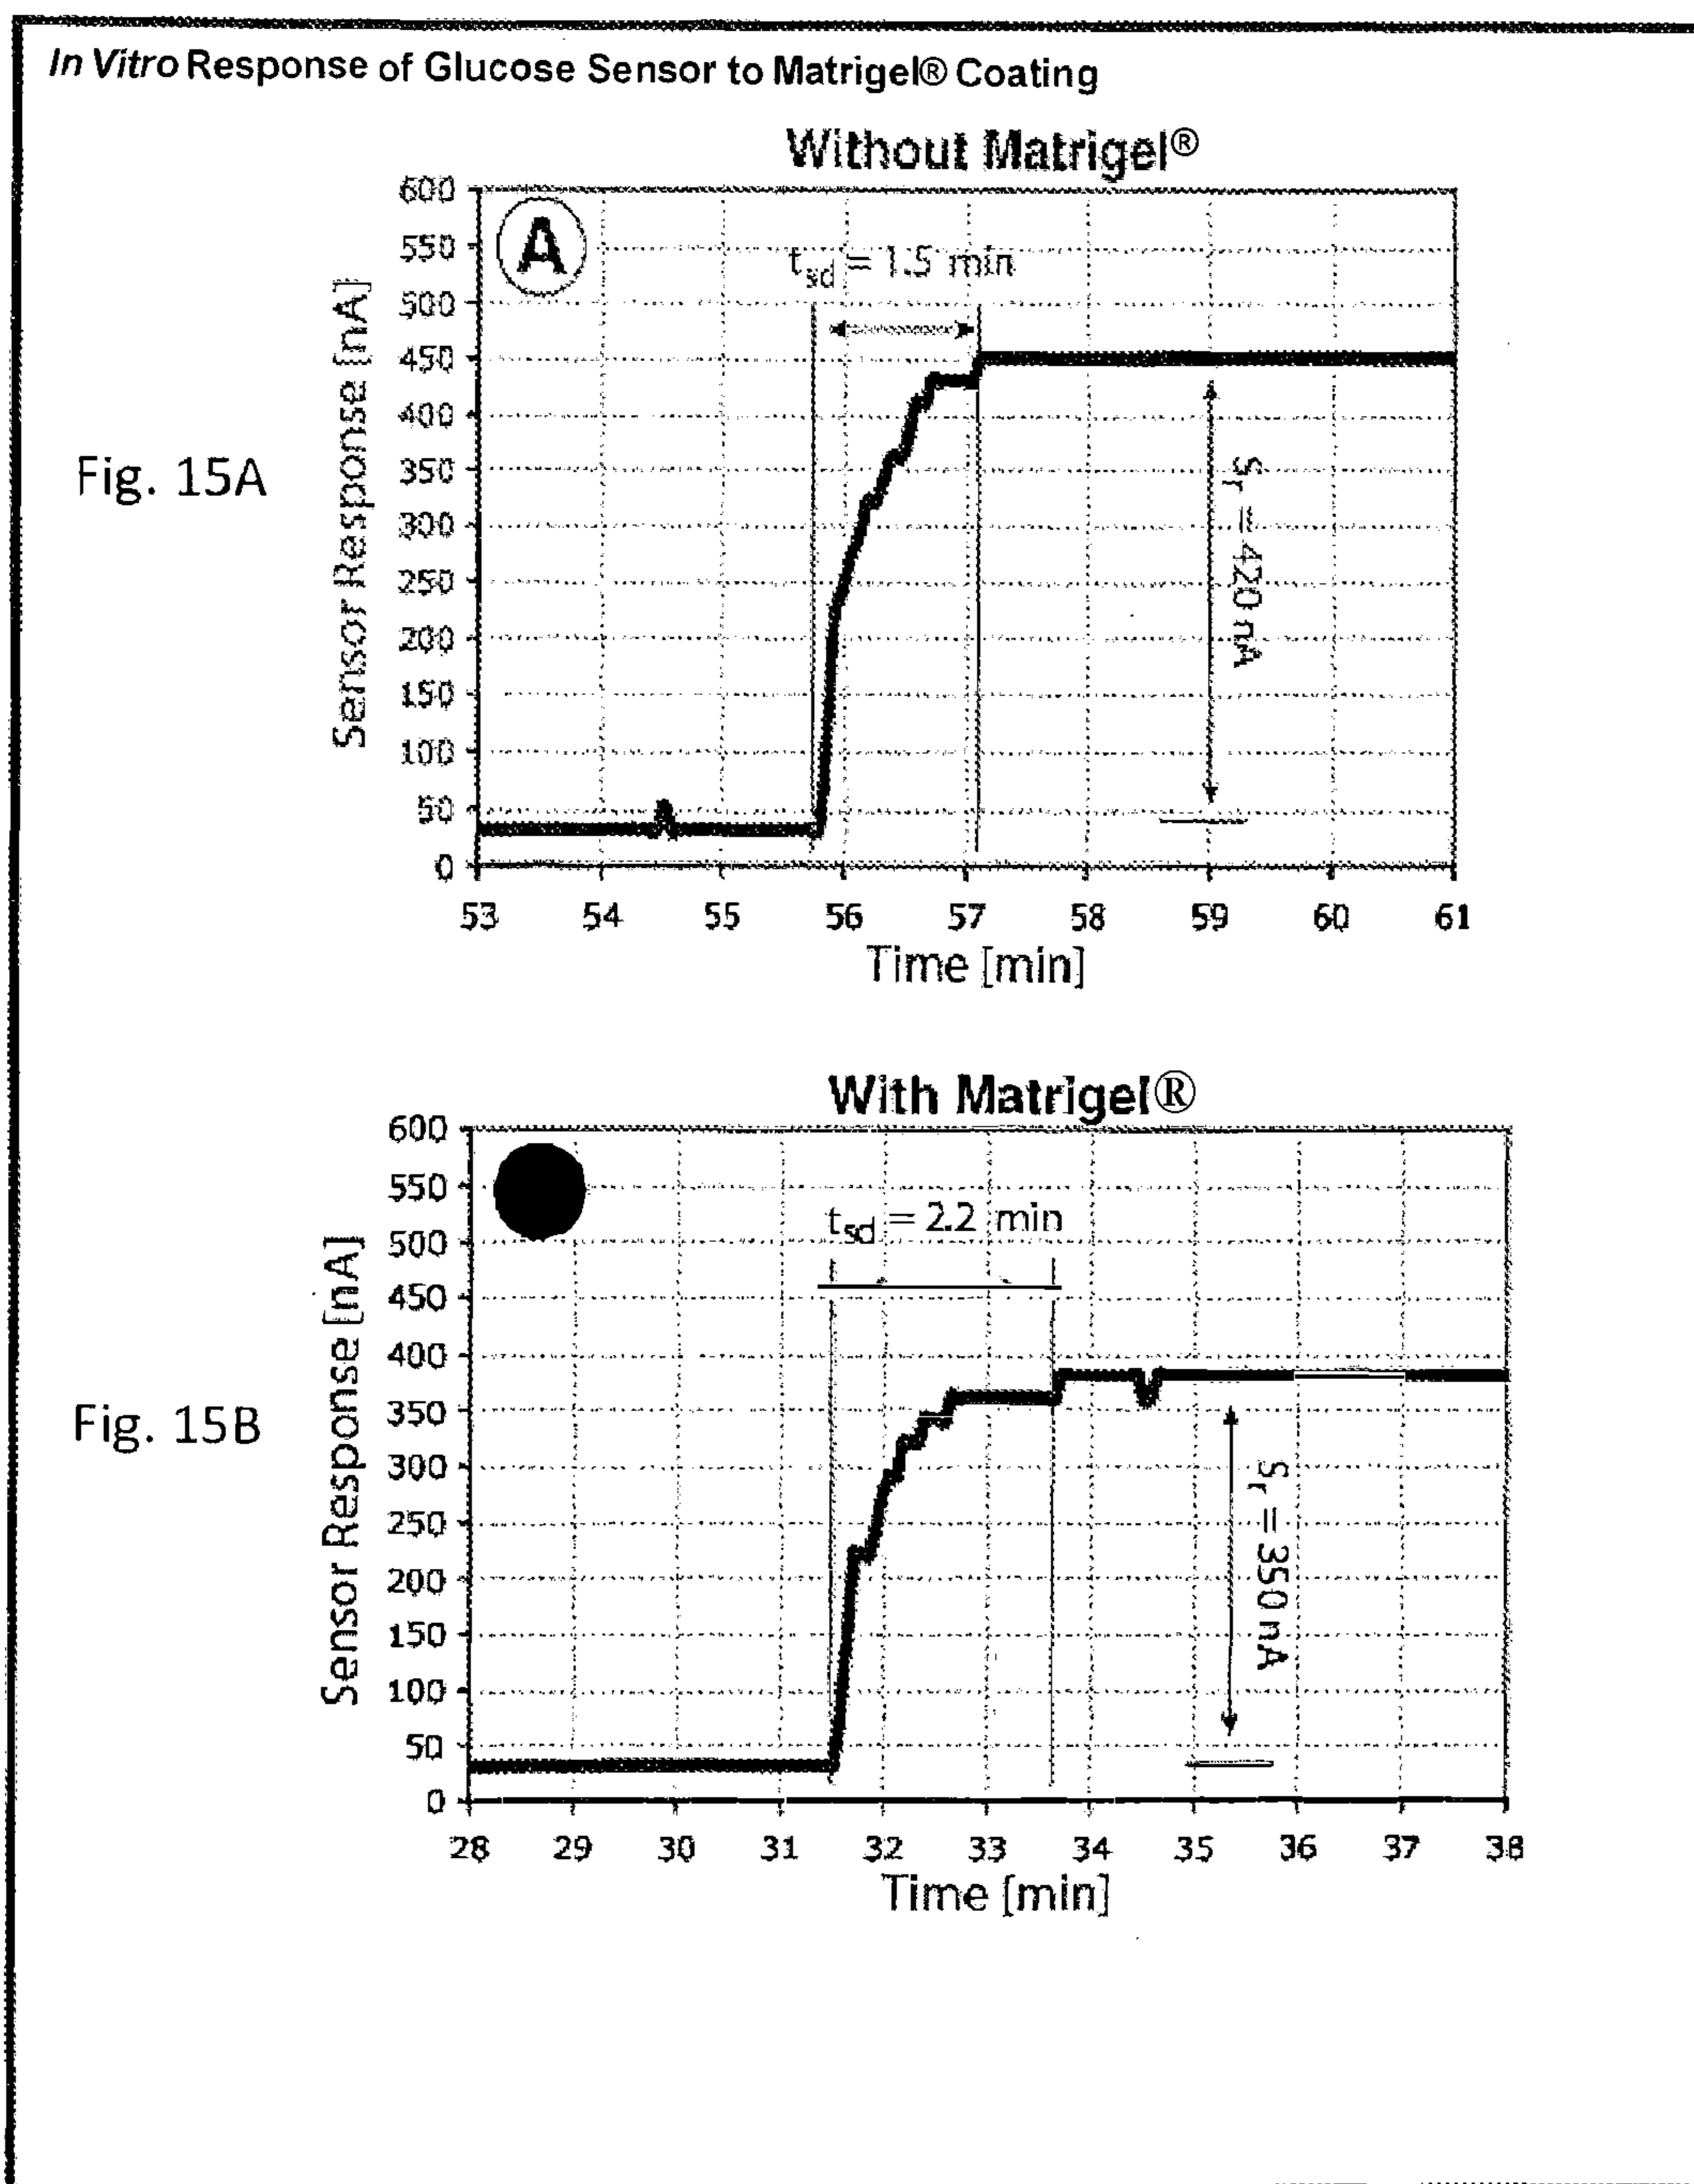 In Vitro Response of Glucose Sensor to Matrigel® Coating
Without Matrigel®
A
600
550
500
450
400
350
300
250
200
150
100
50
0
Sensor Response [nA]
t_sd = 1.5 min
S_r = 420 nA
53 54 55 56 57 58 59 60 61
Time [min]
Fig. 15A
With Matrigel®
600
550
500
450
400
350
300
250
200
150
100
50
0
Sensor Response [nA]
t_sd = 2.2 min
S_r = 350 nA
28 29 30 31 32 33 34 35 36 37 38
Time [min]
Fig. 15B